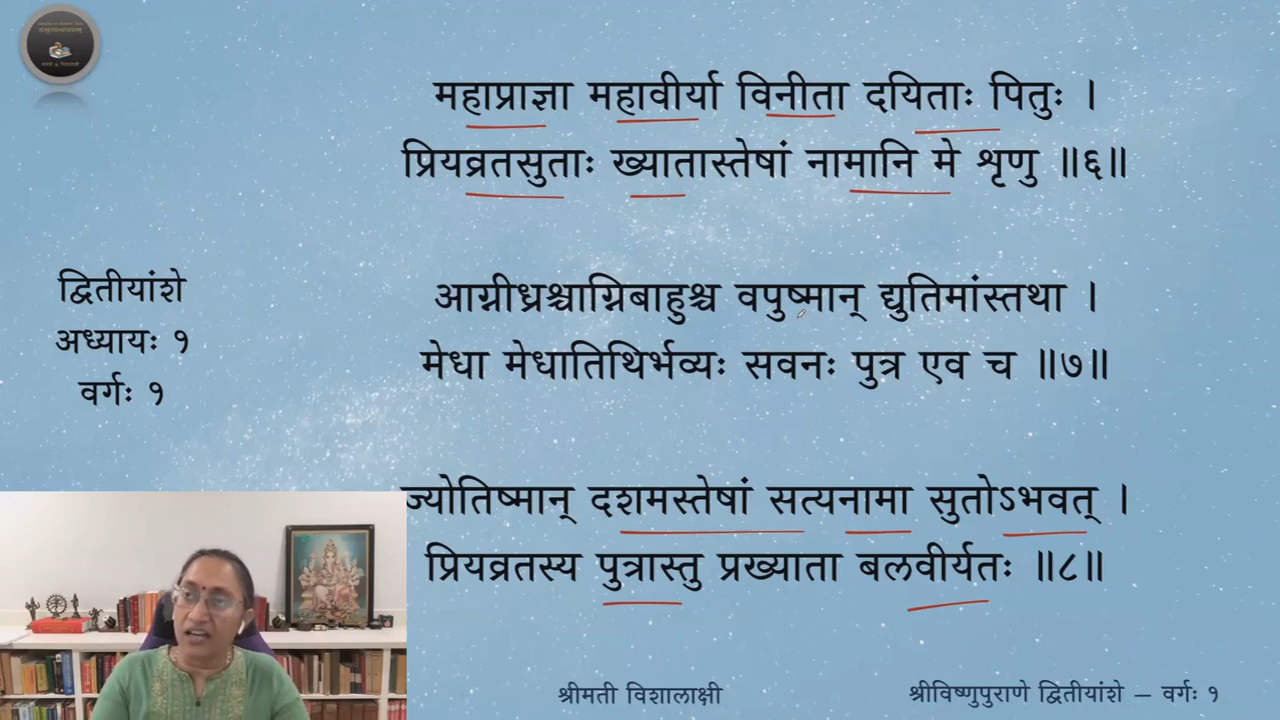 महाप्राज्ञा महावीर्या विनीता दयिताः पितुः ।
प्रियव्रतसुताः ख्यातास्तेषां नामानि मे शृणु ॥६॥
द्वितीयांशे
अध्यायः १
वर्गः १
आग्नीध्रश्चाग्निबाहुश्च वपुष्मान् द्युतिमांस्तथा ।
मेधा मेधातिथिर्भव्यः सवनः पुत्र एव च ॥७॥
ज्योतिष्मान् दशमस्तेषां सत्यनामा सुतोऽभवत् ।
प्रियव्रतस्य पुत्रास्तु प्रख्याता बलवीर्यतः ॥८॥
श्रीमती विशालाक्षी
श्रीविष्णुपुराणे द्वितीयांशे – वर्गः १